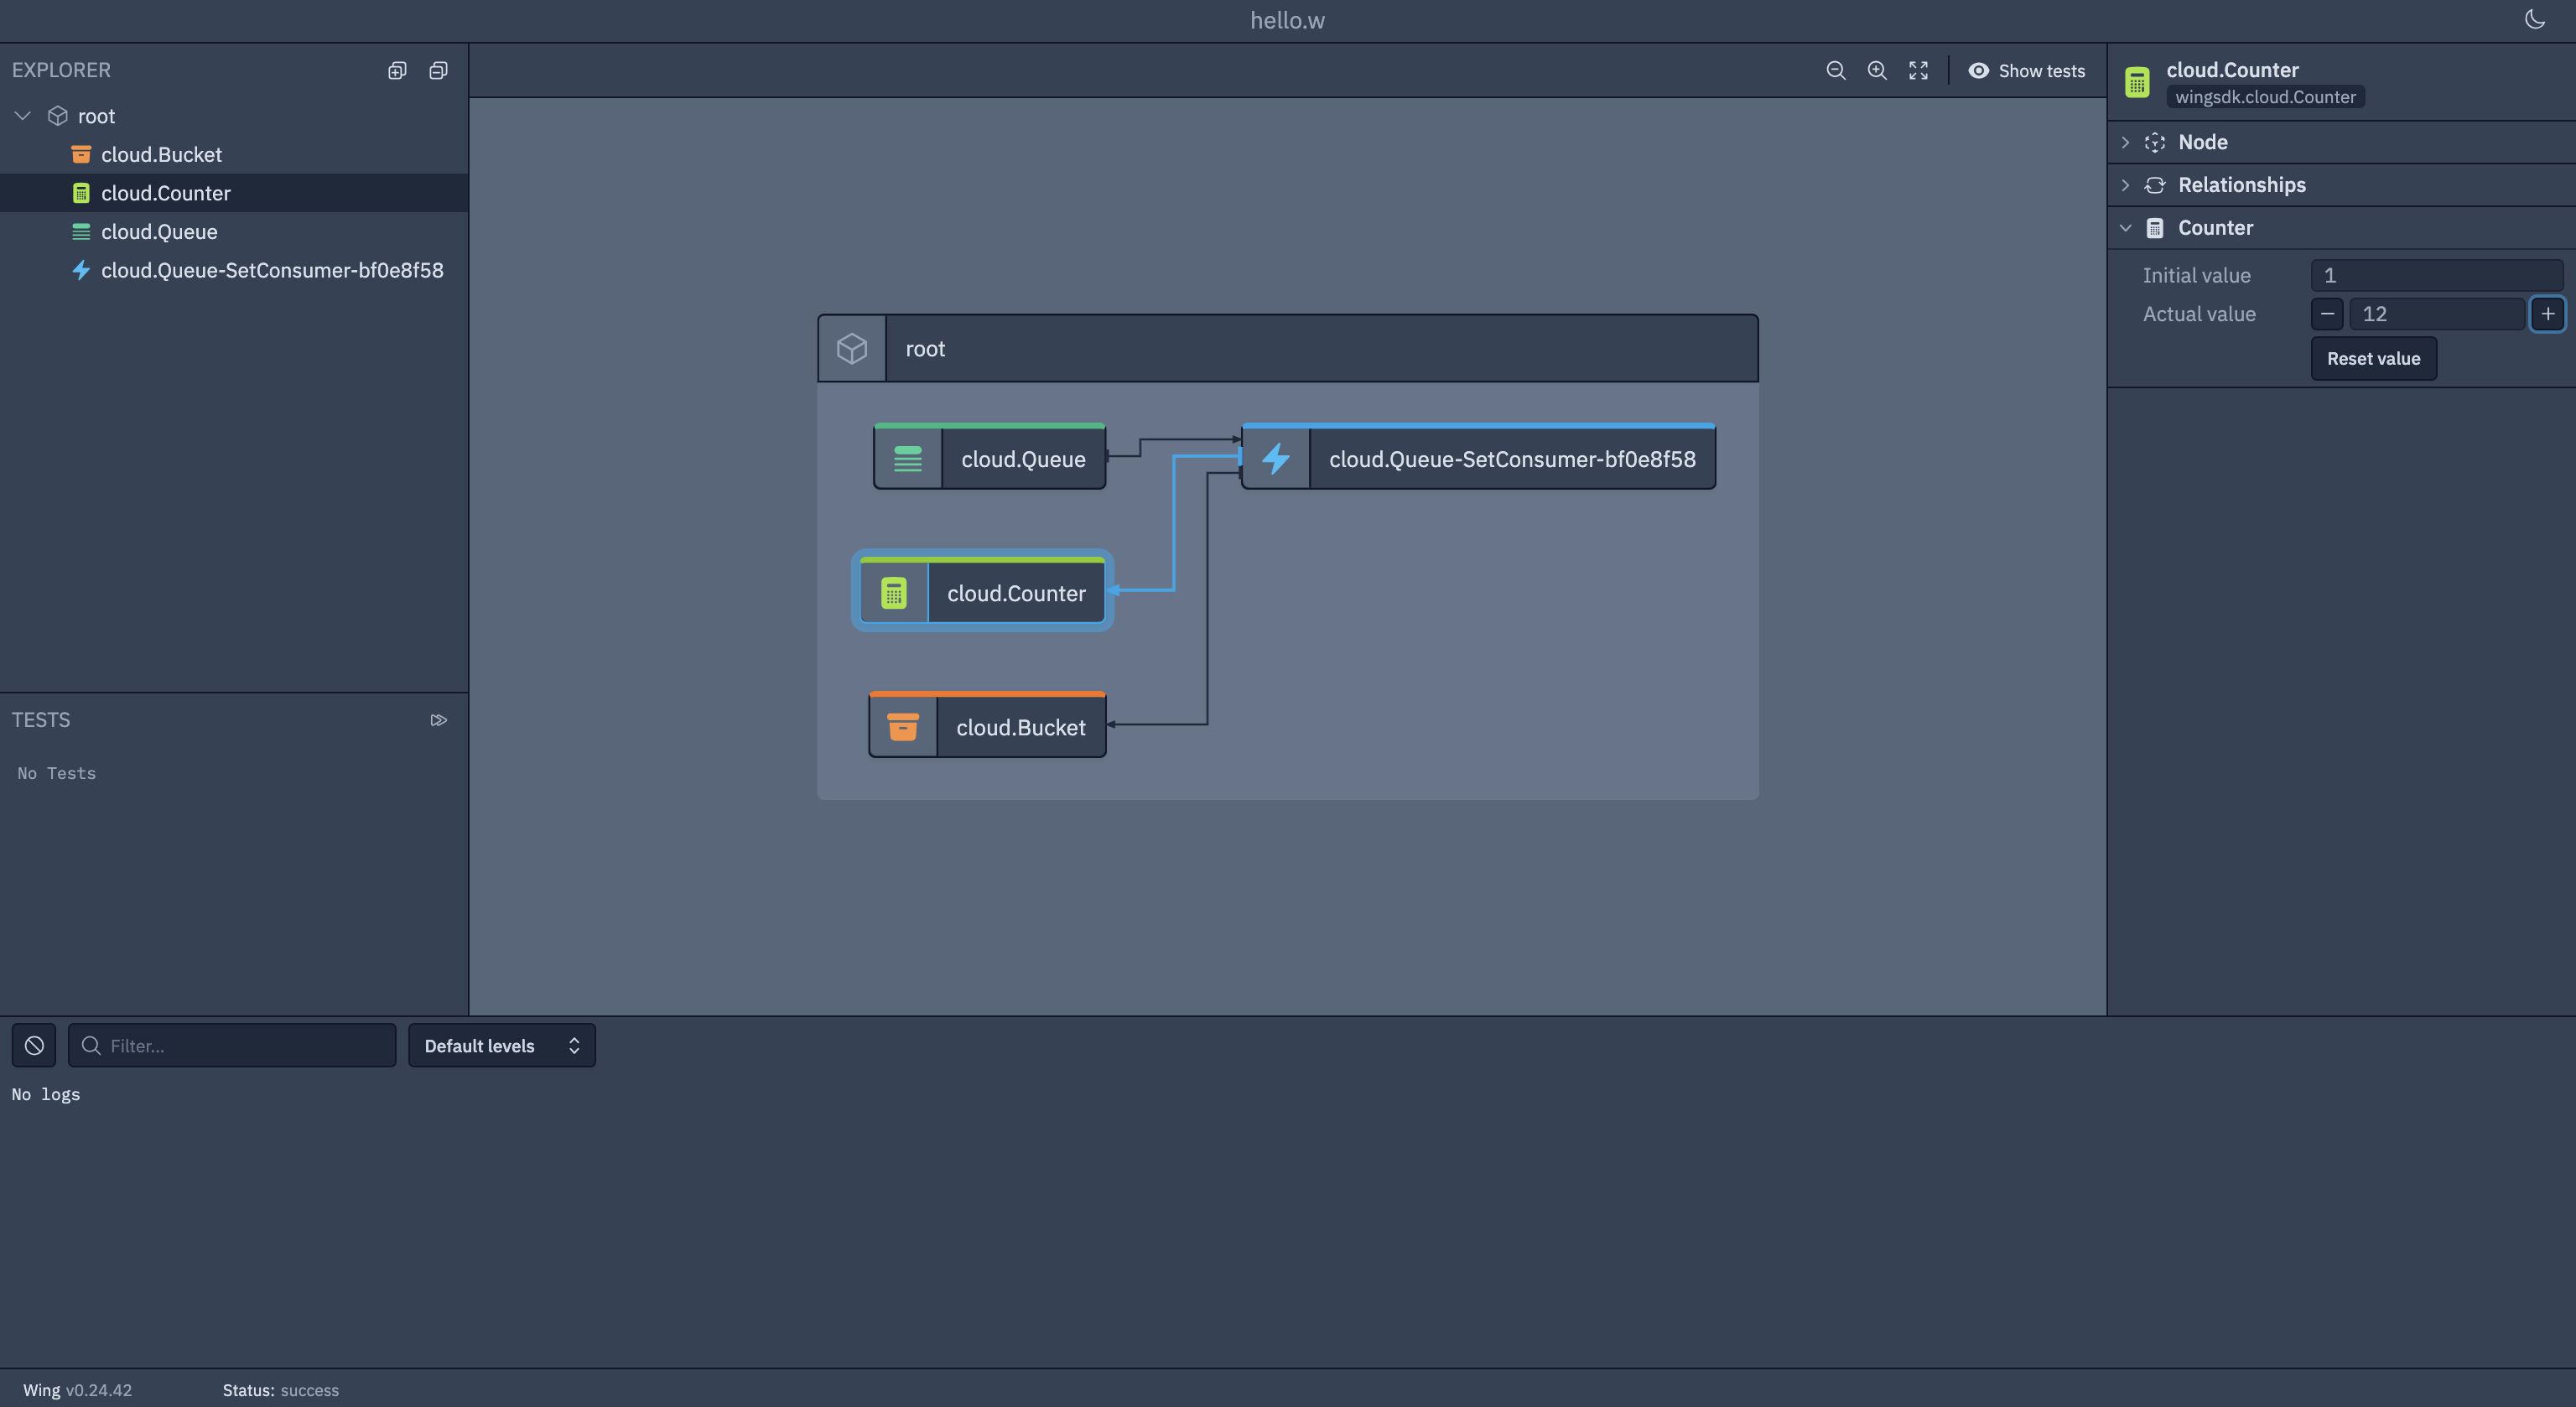 hello.w
EXPLORER
root
cloud.Bucket
cloud.Counter
cloud.Queue
cloud.Queue-SetConsumer-bf0e8f58
TESTS
No Tests
Show tests
root
cloud.Queue
cloud.Queue-SetConsumer-bf0e8f58
cloud.Counter
cloud.Bucket
cloud.Counter
wingsdk.cloud.Counter
Node
Relationships
Counter
Initial value 1
Actual value 12
Reset value
Filter...
Default levels
No logs
Wing v0.24.42
Status: success